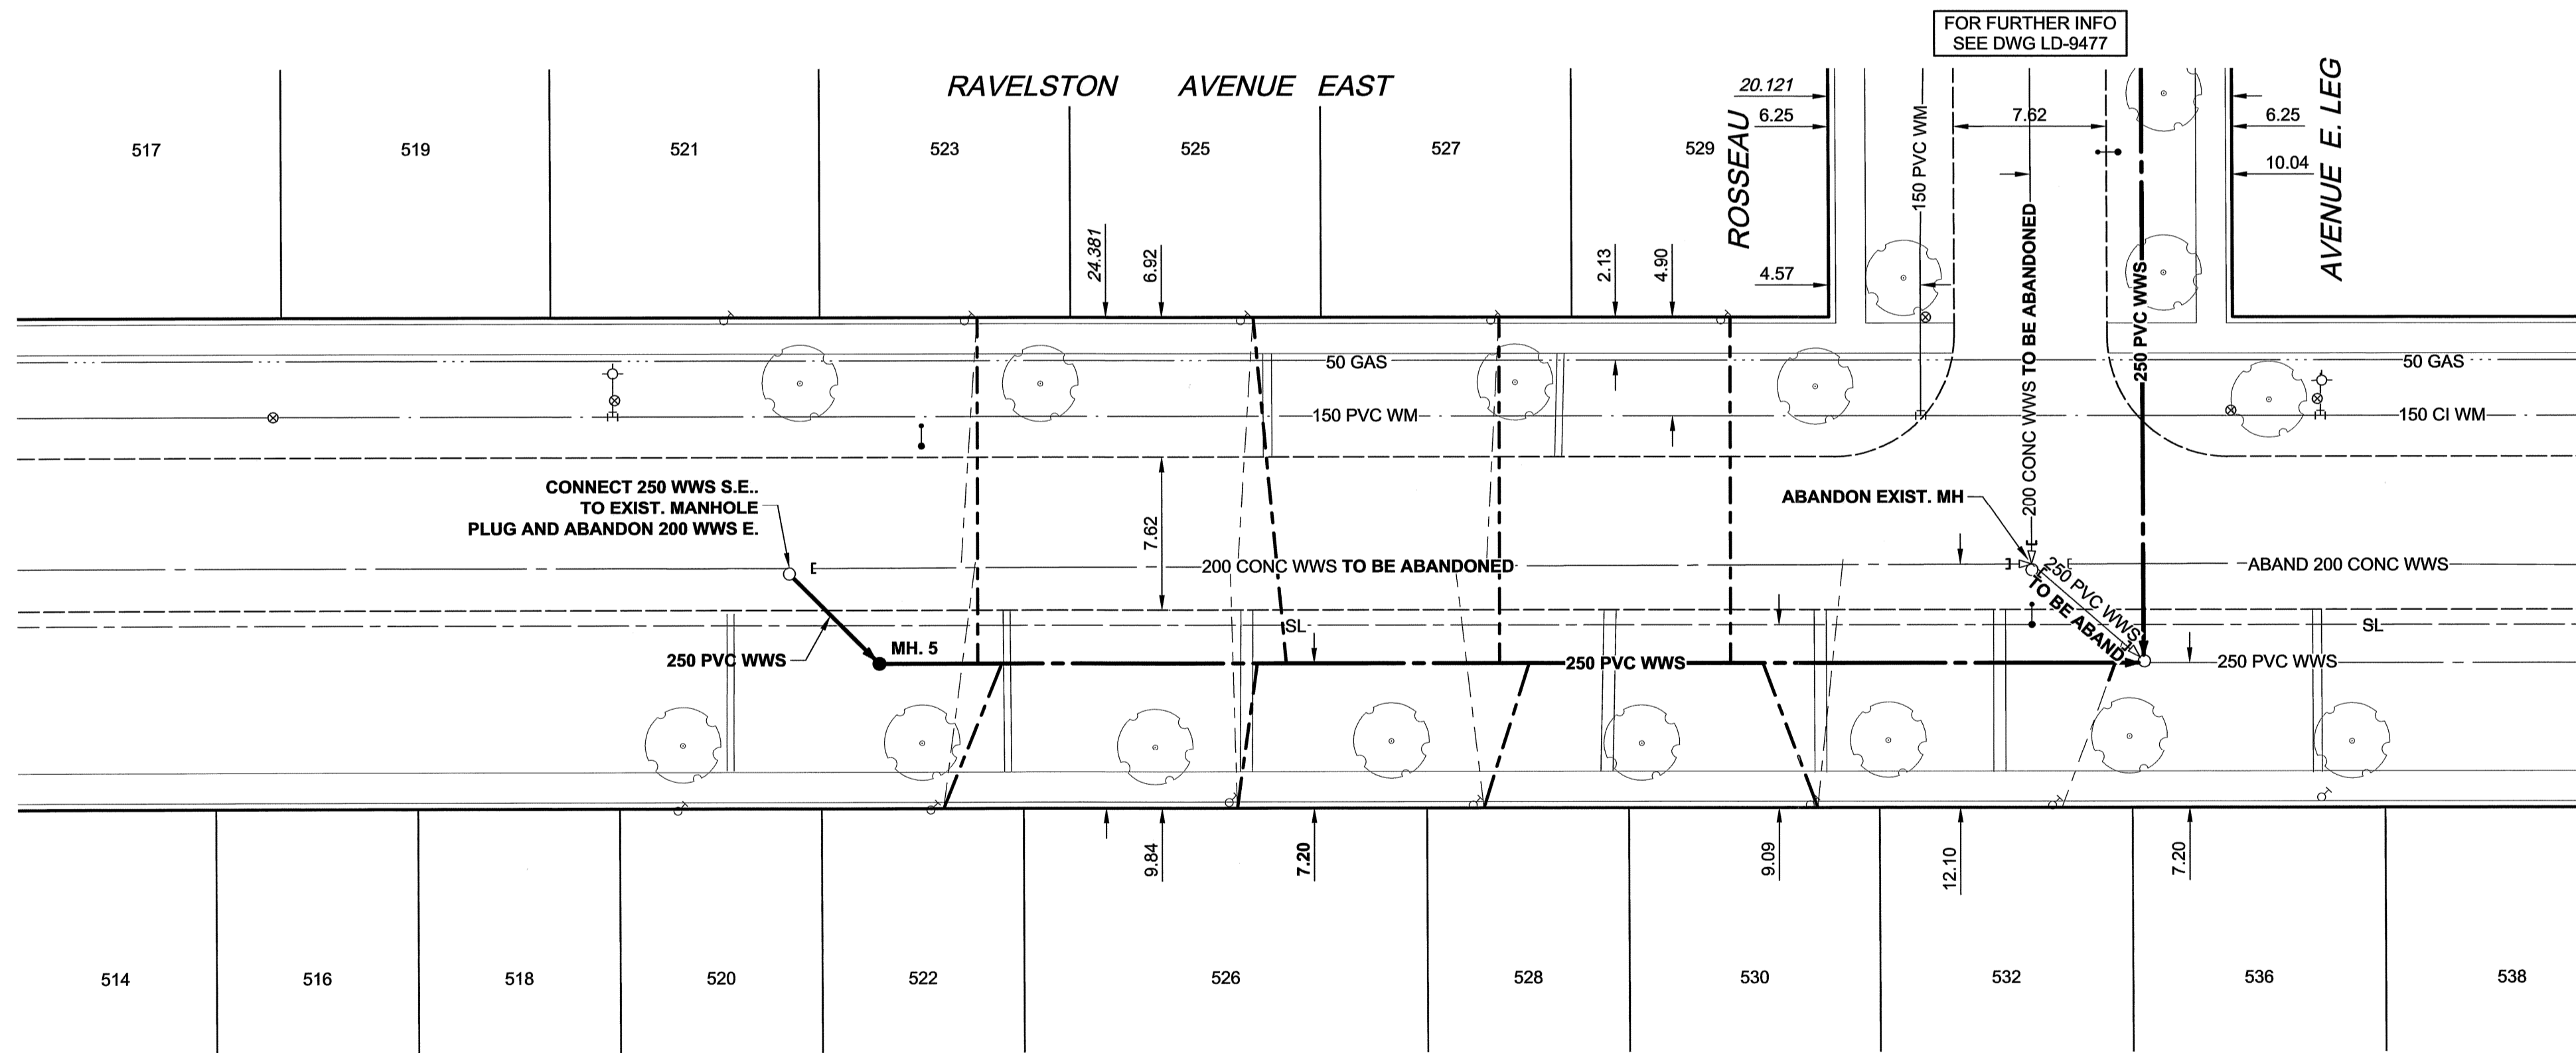 FOR FURTHER INFO
SEE DWG LD-9477
RAVELSTON AVENUE EAST
ROSSEAU
AVENUE E. LEG
517
519
521
523
525
527
529
20.121
6.25
4.57
150 PVC WM
7.62
6.25
10.04
24.381
6.92
2.13
4.90
200 CONC WWS TO BE ABANDONED
250 PVC WWS
50 GAS
50 GAS
150 PVC WM
150 CI WM
CONNECT 250 WWS S.E..
TO EXIST. MANHOLE
PLUG AND ABANDON 200 WWS E.
7.62
ABANDON EXIST. MH
200 CONC WWS TO BE ABANDONED
ABAND 200 CONC WWS
250 PVC WWS
TO BE ABAND
SL
SL
MH. 5
250 PVC WWS
250 PVC WWS
250 PVC WWS
9.84
7.20
9.09
12.10
7.20
514
516
518
520
522
526
528
530
532
536
538